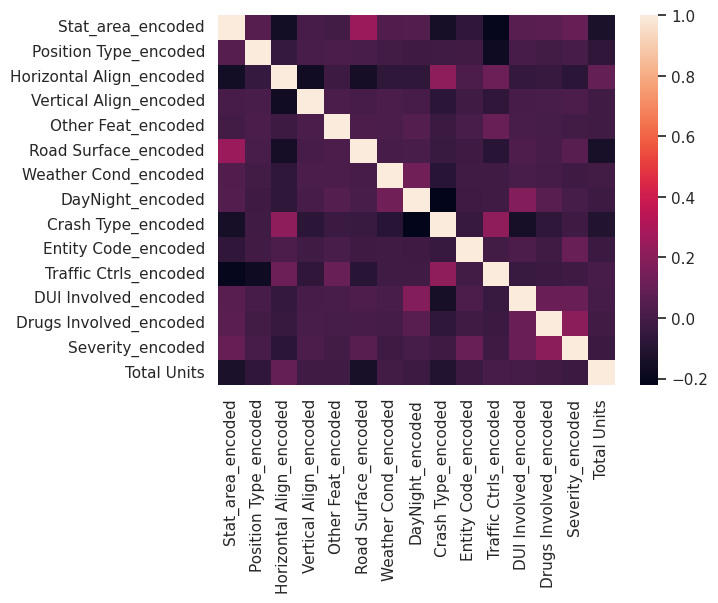 Stat_area_encoded
Position Type_encoded
Horizontal Align_encoded
Vertical Align_encoded
Other Feat_encoded
Road Surface_encoded
Weather Cond_encoded
DayNight_encoded
Crash Type_encoded
Entity Code_encoded
Traffic Ctrls_encoded
DUI Involved_encoded
Drugs Involved_encoded
Severity_encoded
Total Units
1.0
0.8
0.6
0.4
0.2
0.0
−0.2
Stat_area_encoded
Position Type_encoded
Horizontal Align_encoded
Vertical Align_encoded
Other Feat_encoded
Road Surface_encoded
Weather Cond_encoded
DayNight_encoded
Crash Type_encoded
Entity Code_encoded
Traffic Ctrls_encoded
DUI Involved_encoded
Drugs Involved_encoded
Severity_encoded
Total Units